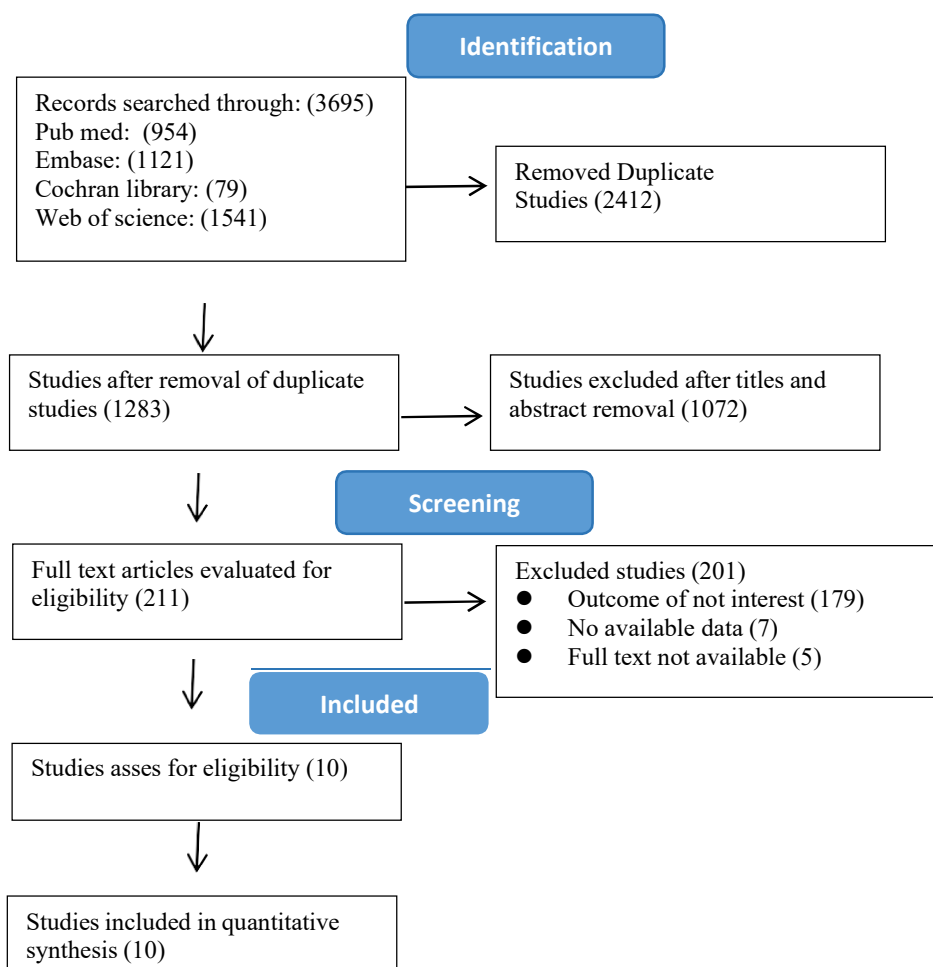 Identification
Records searched through: (3695)
Pub med: (954)
Embase: (1121)
Cochran library: (79)
Web of science: (1541)
Removed Duplicate
Studies (2412)
Studies after removal of duplicate
studies (1283)
Studies excluded after titles and
abstract removal (1072)
Screening
Full text articles evaluated for
eligibility (211)
Excluded studies (201)
● Outcome of not interest (179)
● No available data (7)
● Full text not available (5)
Included
Studies asses for eligibility (10)
Studies included in quantitative
synthesis (10)